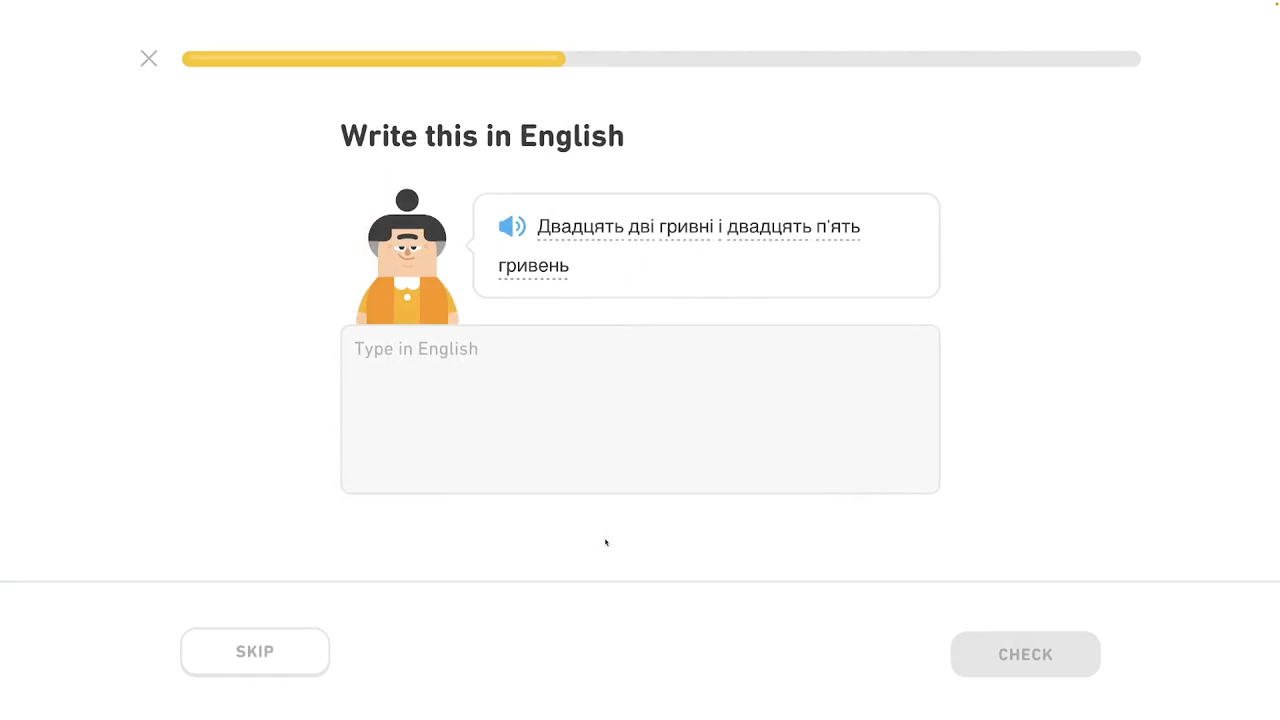 Write this in English
Двадцять дві гривні і двадцять п'ять
гривень
Type in English
SKIP
CHECK